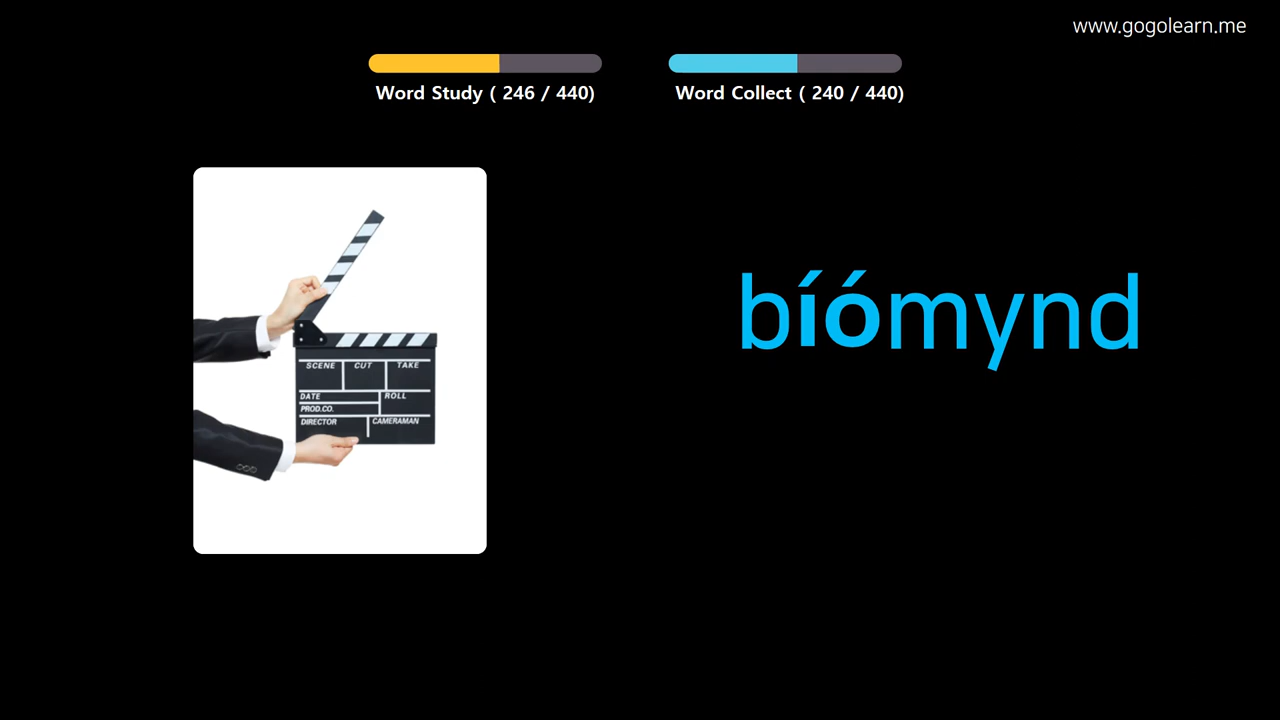 www.gogolearn.me
Word Study ( 246 / 440)
Word Collect ( 240 / 440)
bíómynd
SCENE CUT TAKE
DATE ROLL
PROD.CO.
DIRECTOR CAMERAMAN